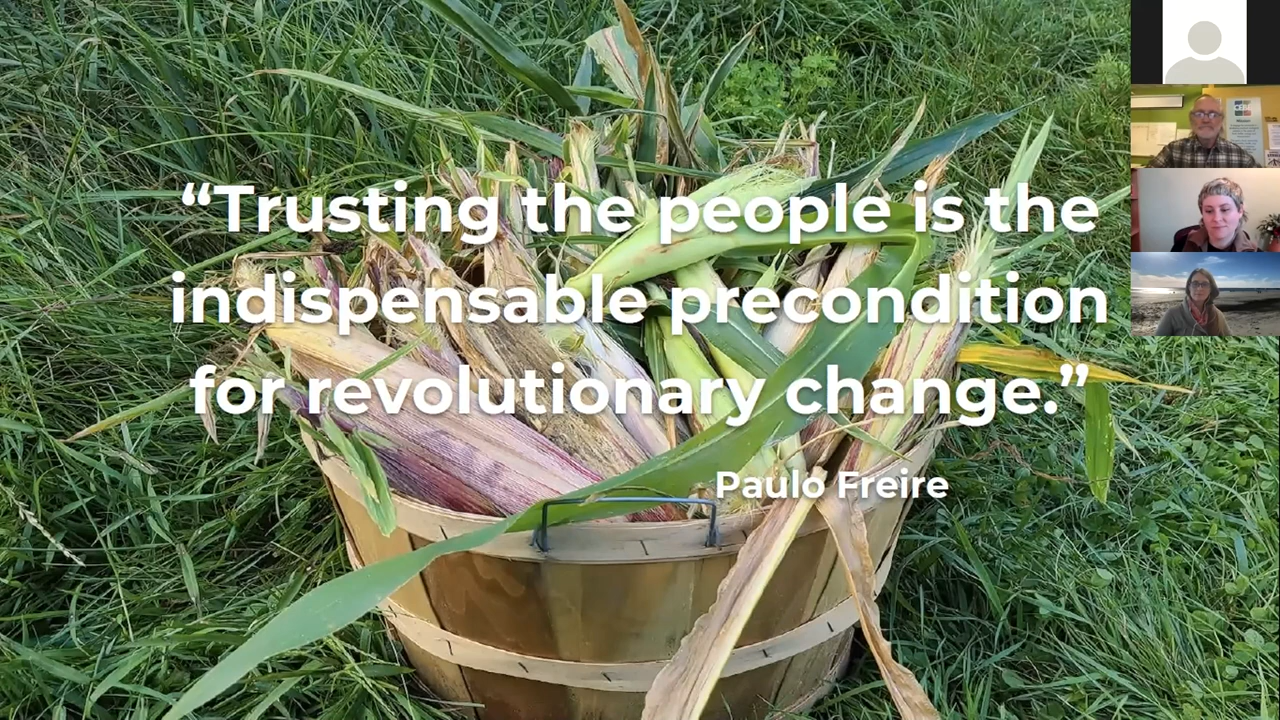 “Trusting the people is the
indispensable precondition
for revolutionary change.”
Paulo Freire